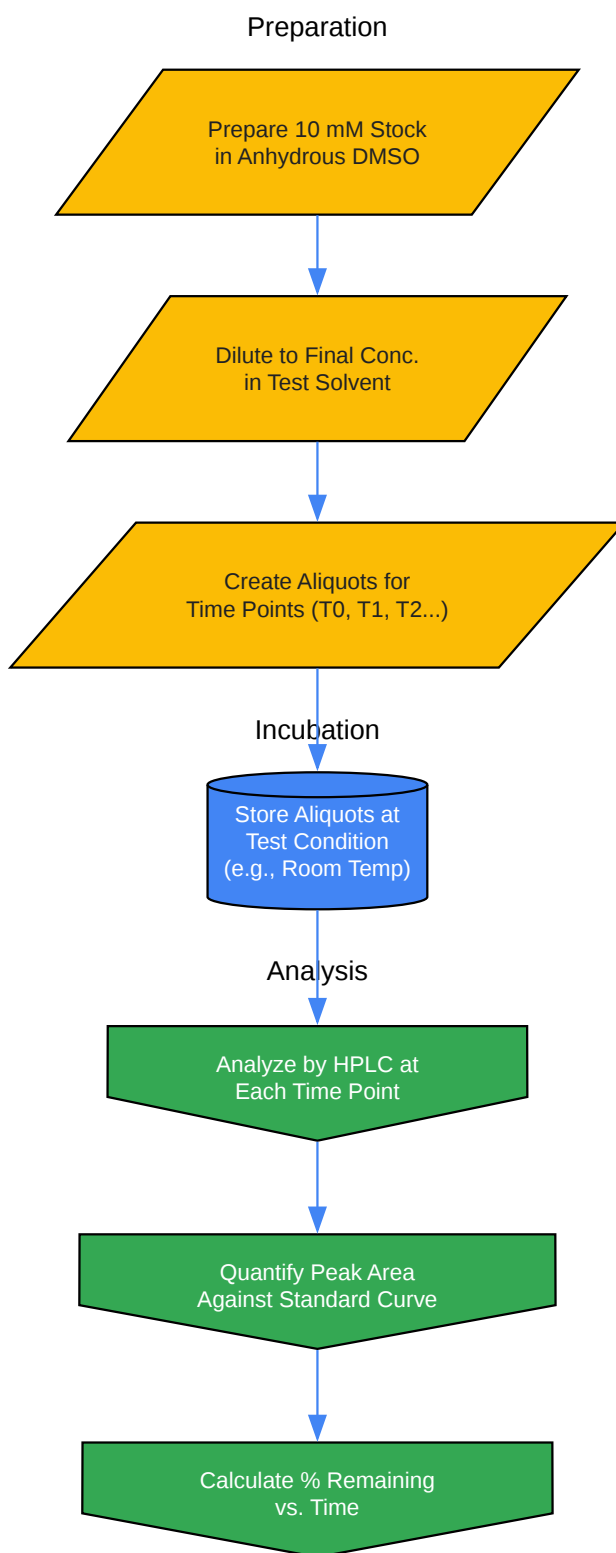 Preparation
Prepare 10 mM Stock
in Anhydrous DMSO
Dilute to Final Conc.
in Test Solvent
Create Aliquots for
Time Points (T0, T1, T2...)
Incubation
Store Aliquots at
Test Condition
(e.g., Room Temp)
Analysis
Analyze by HPLC at
Each Time Point
Quantify Peak Area
Against Standard Curve
Calculate % Remaining
vs. Time